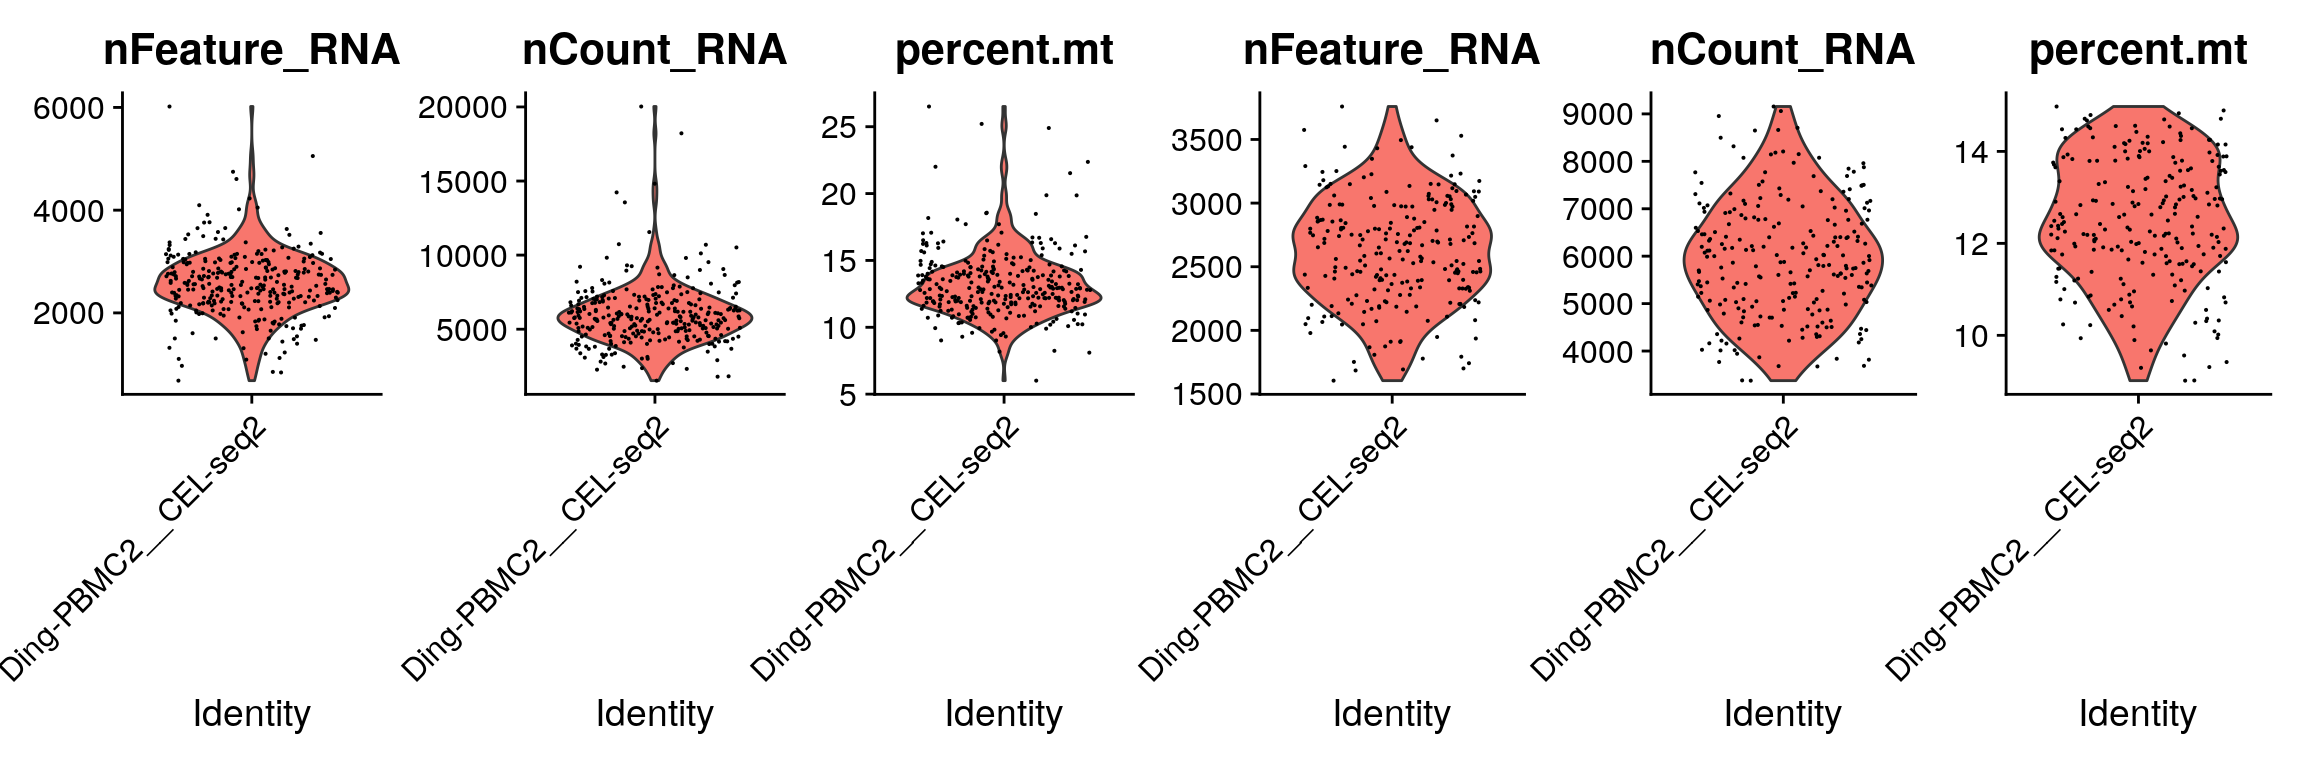 nFeature_RNA
6000
4000
2000
Ding-PBMC2__CEL-seq2
Identity
nCount_RNA
20000
15000
10000
5000
Ding-PBMC2__CEL-seq2
Identity
percent.mt
25
20
15
10
5
Ding-PBMC2__CEL-seq2
Identity
nFeature_RNA
3500
3000
2500
2000
1500
Ding-PBMC2__CEL-seq2
Identity
nCount_RNA
9000
8000
7000
6000
5000
4000
Ding-PBMC2__CEL-seq2
Identity
percent.mt
14
12
10
Ding-PBMC2__CEL-seq2
Identity